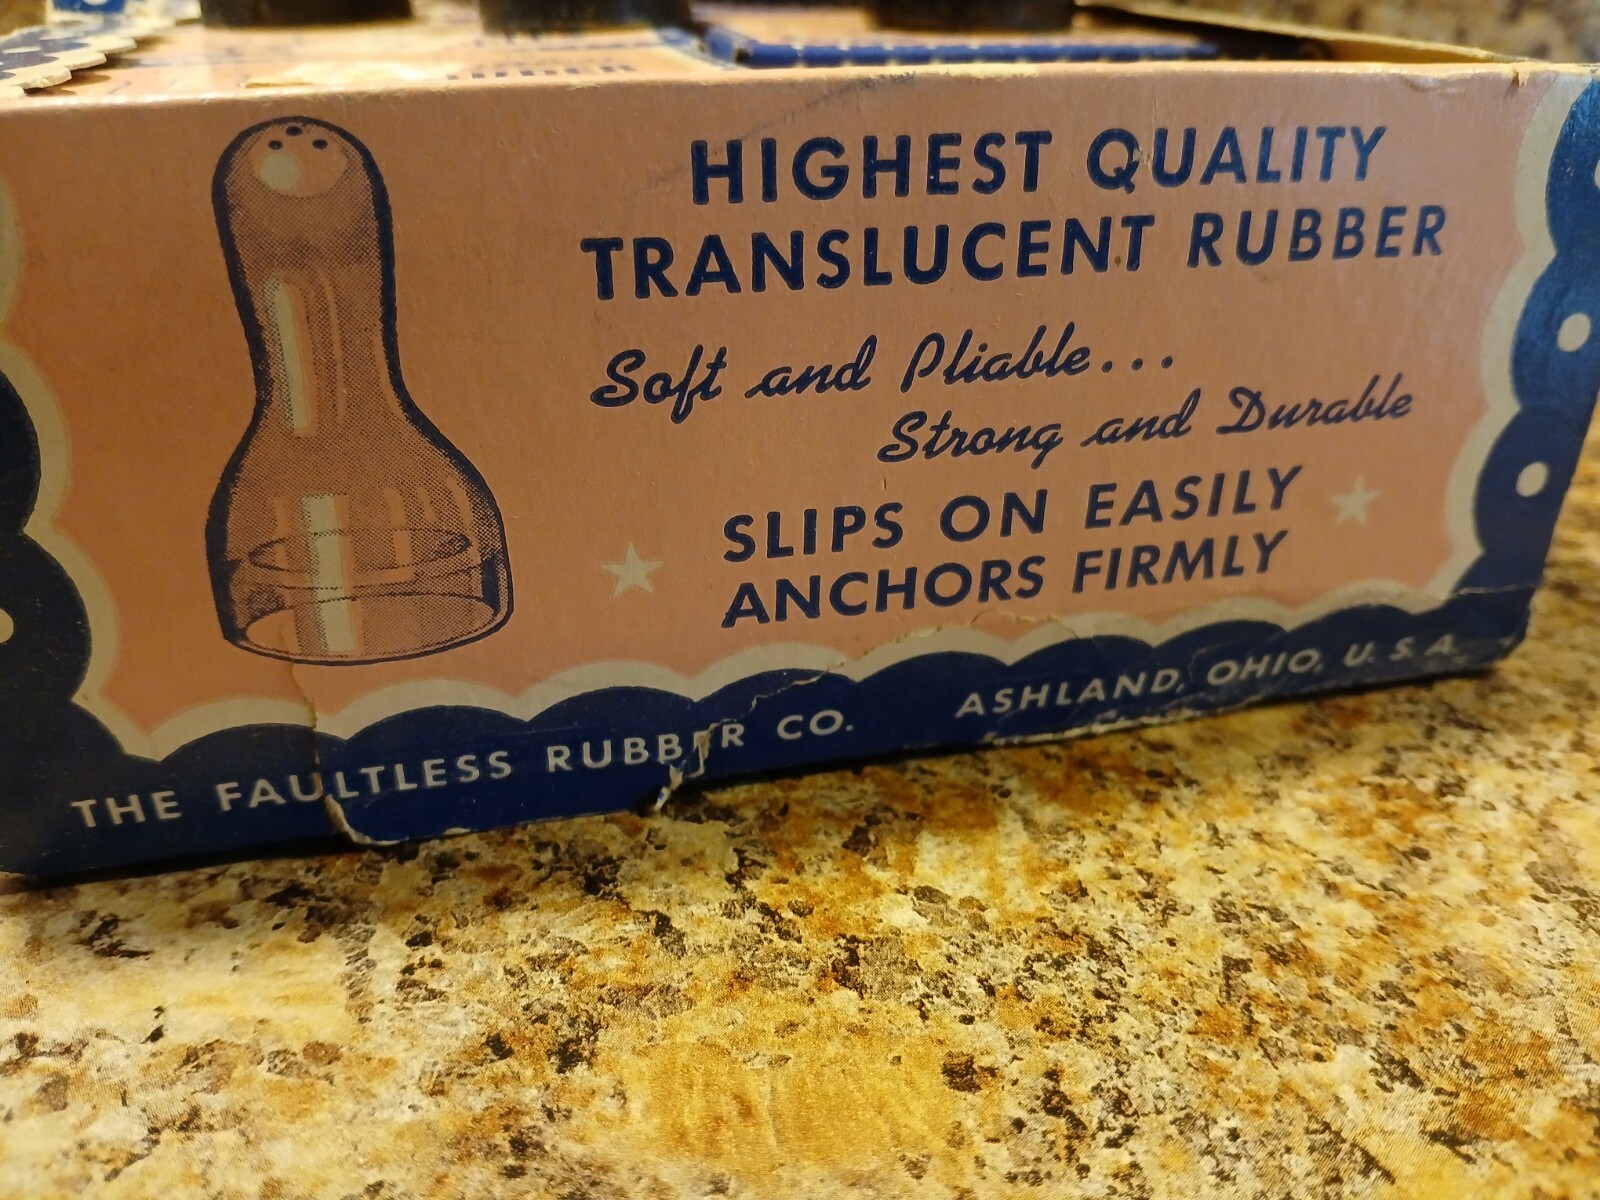 HIGHEST QUALITY
TRANSLUCENT RUBBER
Soft and Pliable...
Strong and Durable
SLIPS ON EASILY
ANCHORS FIRMLY
THE FAULTLESS RUBBER CO. ASHLAND, OHIO, U.S.A.